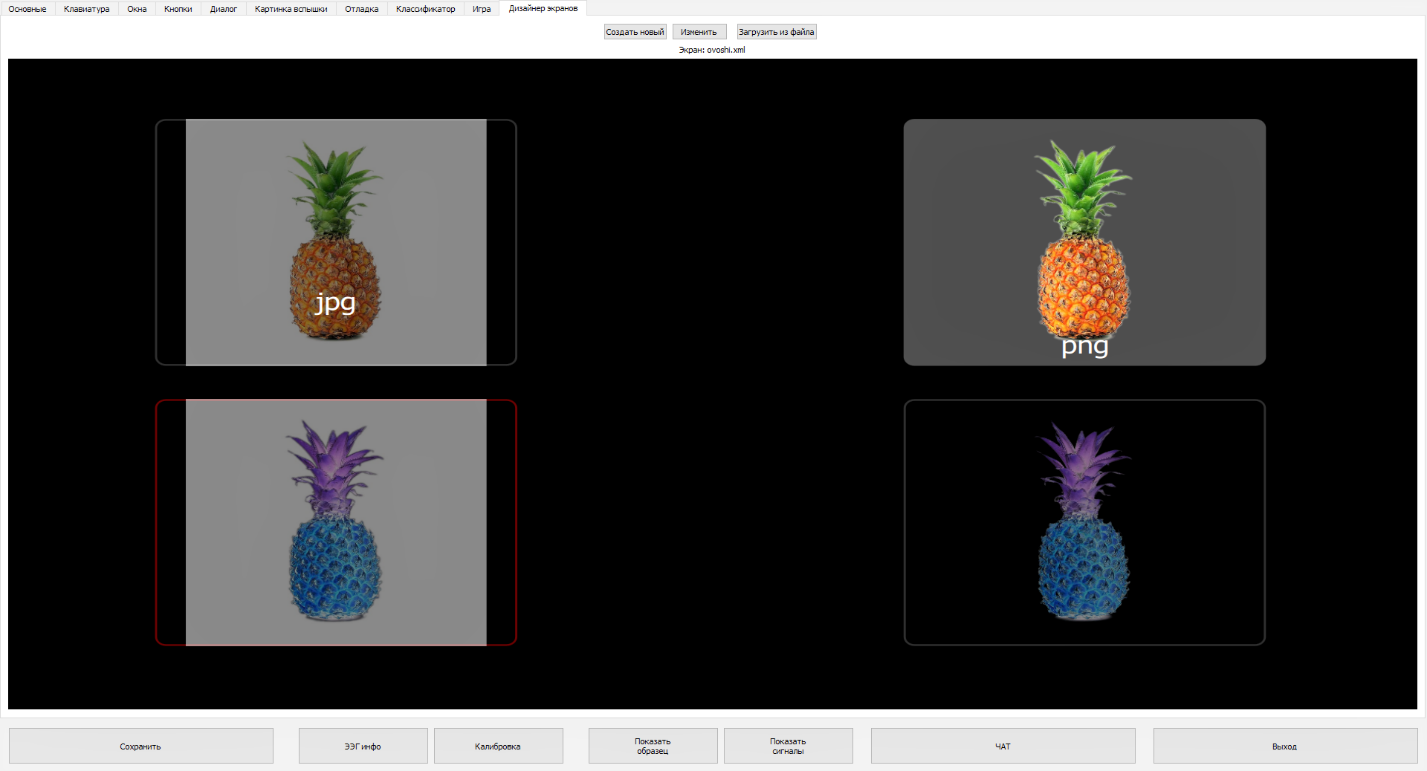 Основные Клавиатура Окна Кнопки Диалог Картинка вспышки Отладка Классификатор Игра Дизайнер экранов
Создать новый Изменить Загрузить из файла
Экран: ovoshi.xml
jpg
png
Сохранить
ЭЭГ инфо
Калибровка
Показать
образец
Показать
сигналы
ЧАТ
Выход